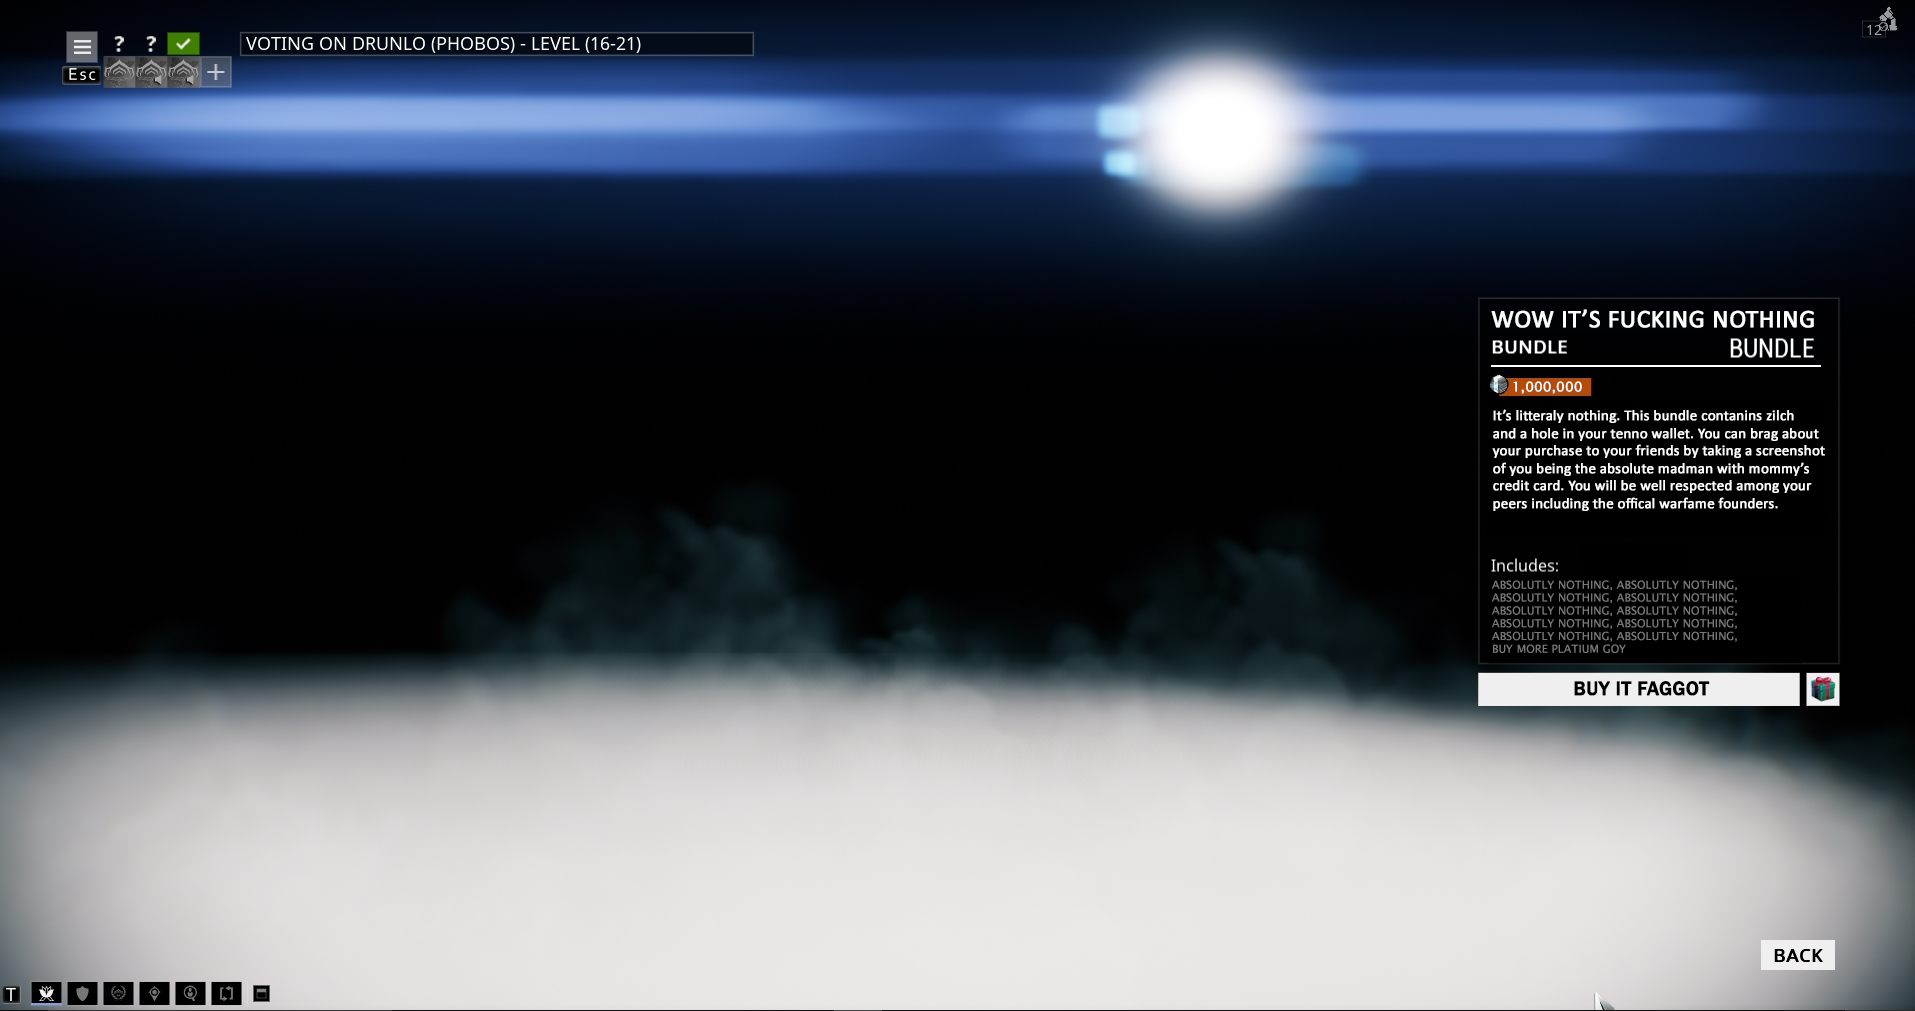 ? ?
VOTING ON DRUNLO (PHOBOS) - LEVEL (16-21)
12
Esc
WOW IT’S FUCKING NOTHING
BUNDLE BUNDLE
1,000,000
It’s litteraly nothing. This bundle contanins zilch
and a hole in your tenno wallet. You can brag about
your purchase to your friends by taking a screenshot
of you being the absolute madman with mommy’s
credit card. You will be well respected among your
peers including the offical warfame founders.
Includes:
ABSOLUTLY NOTHING, ABSOLUTLY NOTHING,
ABSOLUTLY NOTHING, ABSOLUTLY NOTHING,
ABSOLUTLY NOTHING, ABSOLUTLY NOTHING,
ABSOLUTLY NOTHING, ABSOLUTLY NOTHING,
ABSOLUTLY NOTHING, ABSOLUTLY NOTHING,
BUY MORE PLATIUM GOY
BUY IT FAGGOT
BACK
T